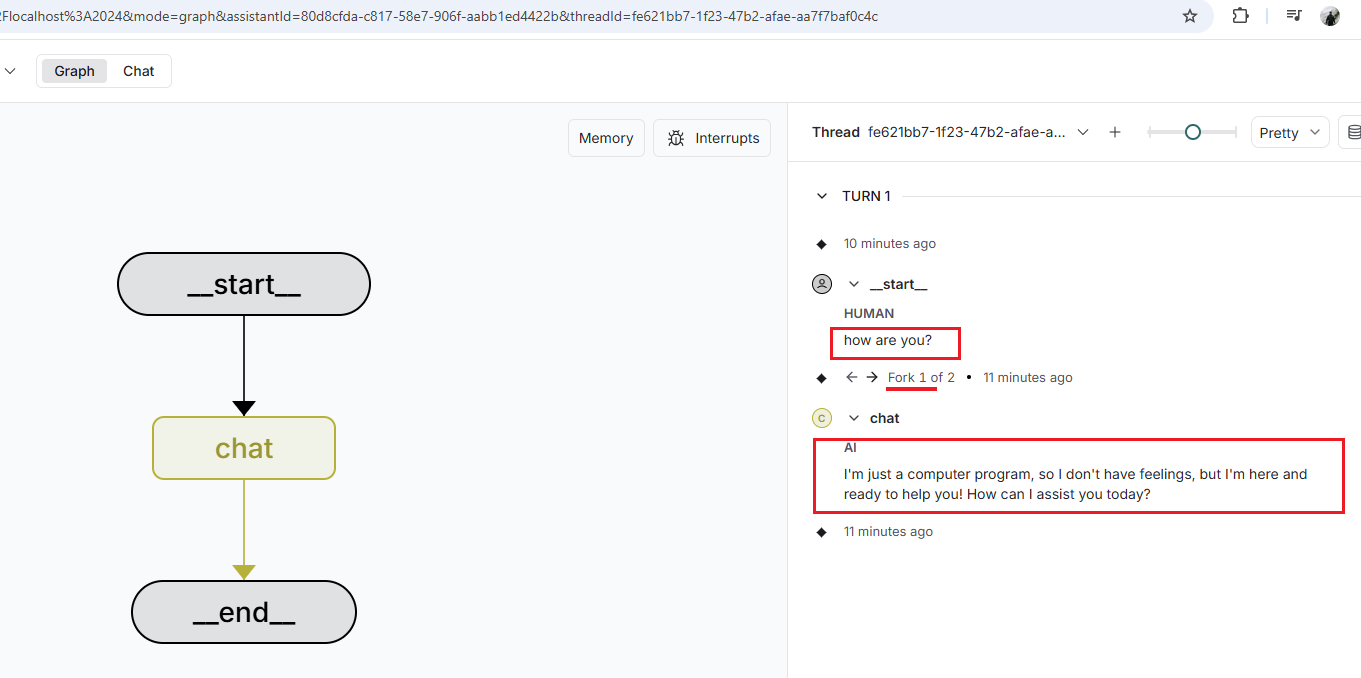 Flocalhost%3A2024&mode=graph&assistantId=80d8cfda-c817-58e7-906f-aabb1ed4422b&threadId=fe621bb7-1f23-47b2-afae-aa7f7baf0c4c
Graph Chat
Memory Interrupts
Thread fe621bb7-1f23-47b2-afae-a... Pretty
TURN 1
10 minutes ago
__start__
HUMAN
how are you?
Fork 1 of 2 • 11 minutes ago
C chat
AI
I'm just a computer program, so I don't have feelings, but I'm here and
ready to help you! How can I assist you today?
11 minutes ago
__start__
chat
__end__